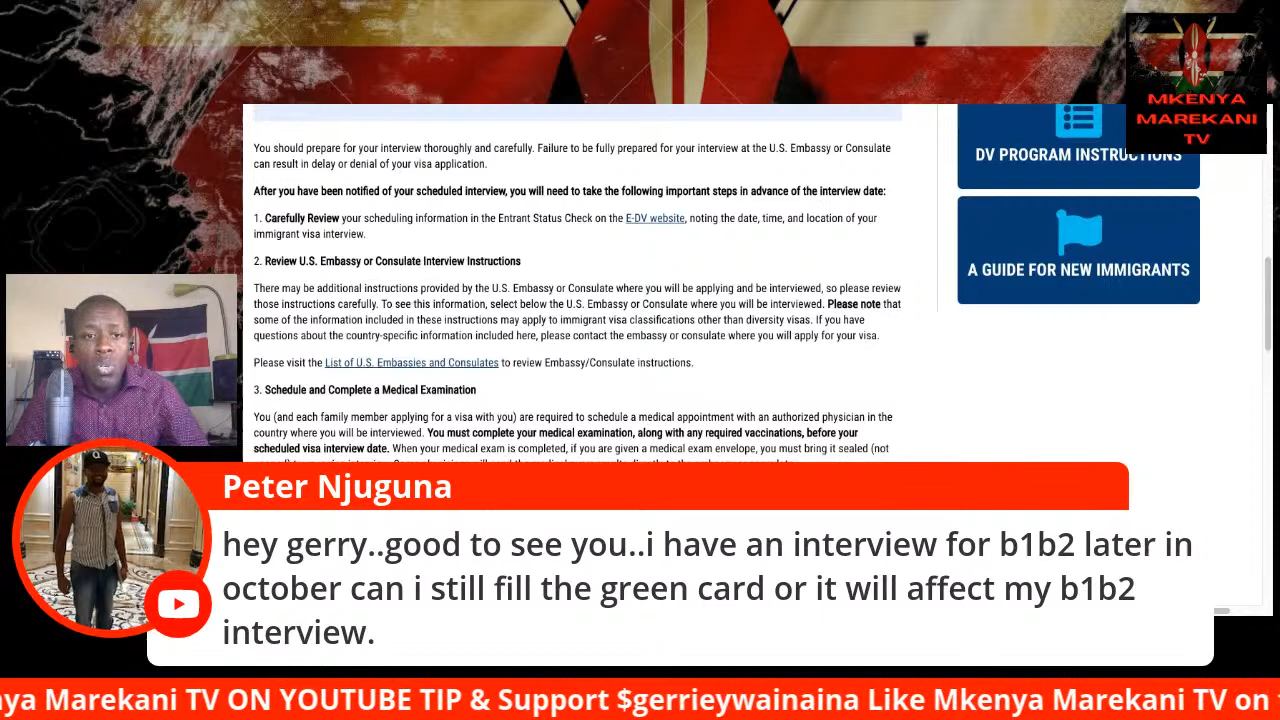 MKENYA
MAREKANI
TV
You should prepare for your interview thoroughly and carefully. Failure to be fully prepared for your interview at the U.S. Embassy or Consulate
can result in delay or denial of your visa application.
After you have been notified of your scheduled interview, you will need to take the following important steps in advance of the interview date:
1. Carefully Review your scheduling information in the Entrant Status Check on the E-DV website, noting the date, time, and location of your
immigrant visa interview.
2. Review U.S. Embassy or Consulate Interview Instructions
There may be additional instructions provided by the U.S. Embassy or Consulate where you will be applying and be interviewed, so please review
those instructions carefully. To see this information, select below the U.S. Embassy or Consulate where you will be interviewed. Please note that
some of the information included in these instructions may apply to immigrant visa classifications other than diversity visas. If you have
questions about the country-specific information included here, please contact the embassy or consulate where you will apply for your visa.
Please visit the List of U.S. Embassies and Consulates to review Embassy/Consulate instructions.
3. Schedule and Complete a Medical Examination
You (and each family member applying for a visa with you) are required to schedule a medical appointment with an authorized physician in the
country where you will be interviewed. You must complete your medical examination, along with any required vaccinations, before your
scheduled visa interview date. When your medical exam is completed, if you are given a medical exam envelope, you must bring it sealed (not
DV PROGRAM INSTRUCTIONS
A GUIDE FOR NEW IMMIGRANTS
Peter Njuguna
hey gerry..good to see you..i have an interview for b1b2 later in
october can i still fill the green card or it will affect my b1b2
interview.
nya Marekani TV ON YOUTUBE TIP & Support $gerrieywainaina Like Mkenya Marekani TV on